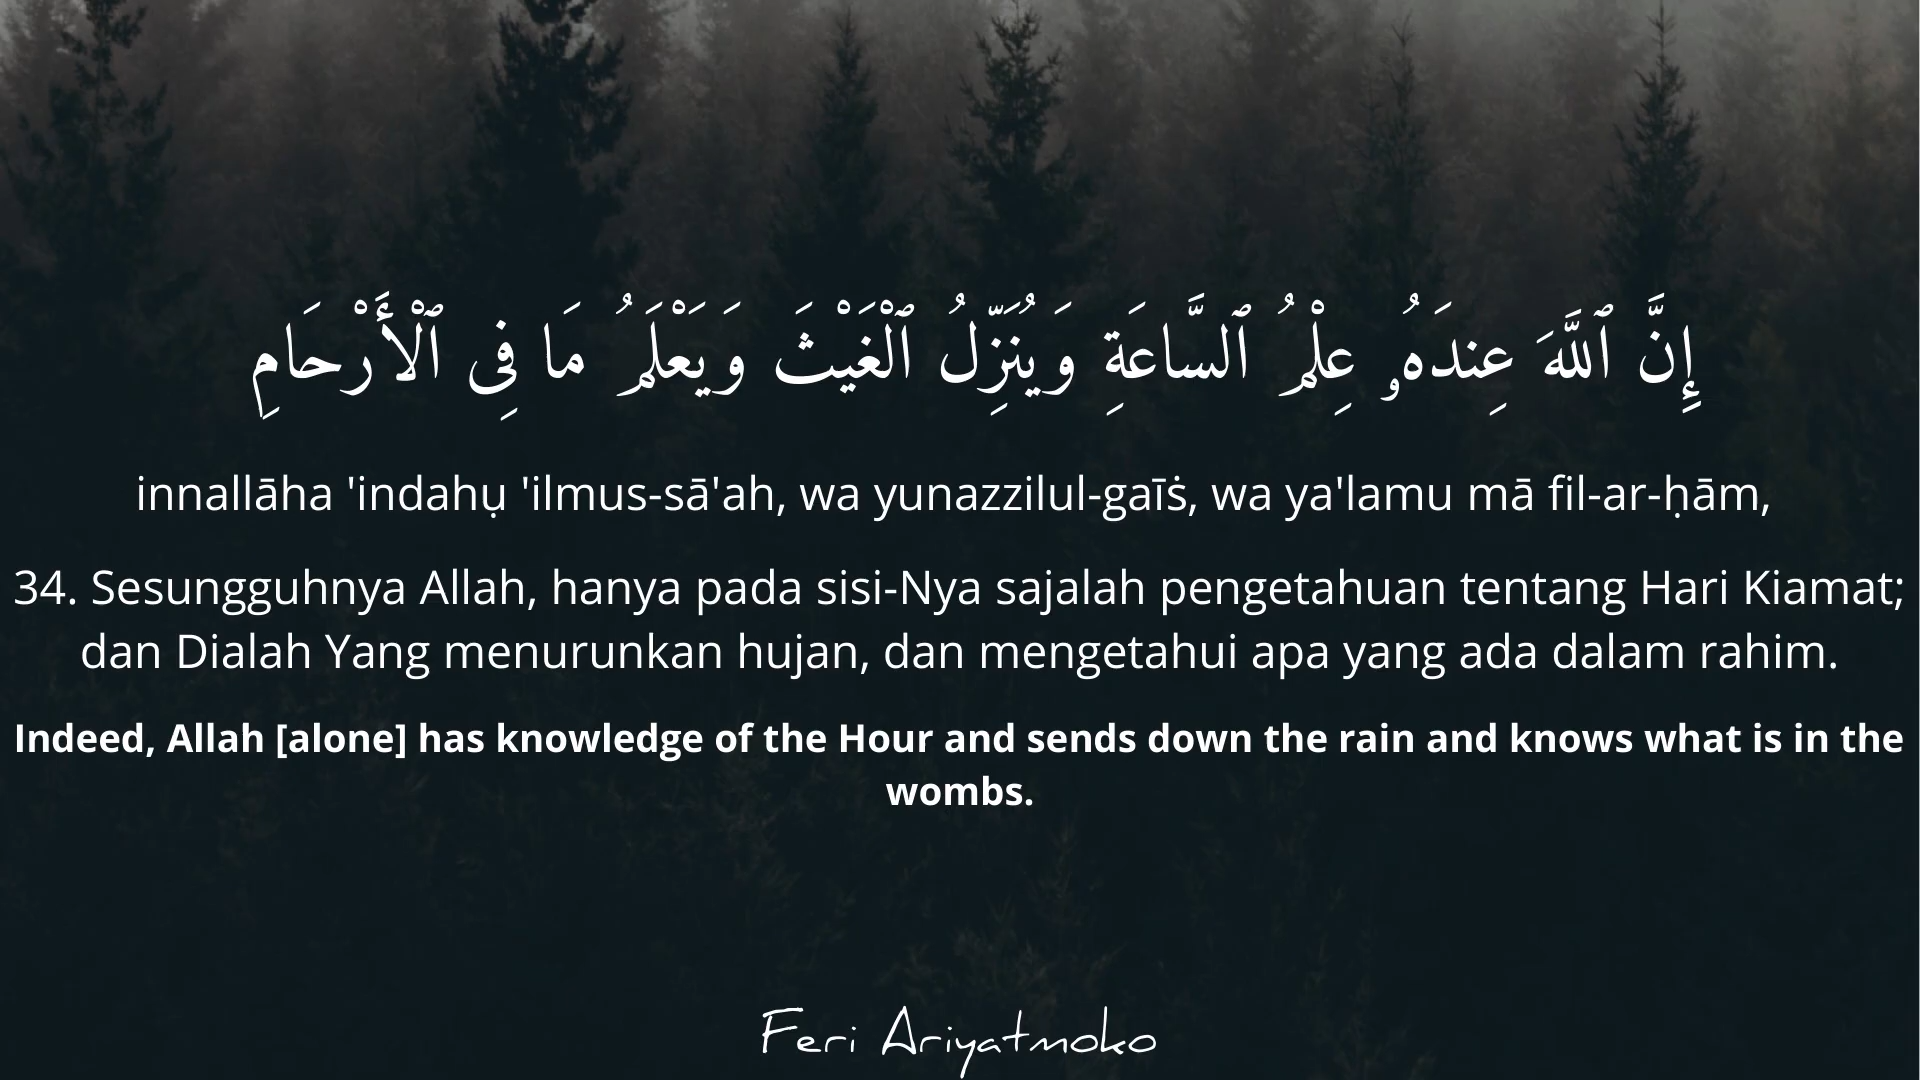 إِنَّ ٱللَّهَ عِندَهُۥ عِلْمُ ٱلسَّاعَةِ وَيُنَزِّلُ ٱلْغَيْثَ وَيَعْلَمُ مَا فِى ٱلْأَرْحَامِ
innallāha 'indahụ 'ilmus-sā'ah, wa yunazzilul-gaīṡ, wa ya'lamu mā fil-ar-ḥām,
34. Sesungguhnya Allah, hanya pada sisi-Nya sajalah pengetahuan tentang Hari Kiamat;
dan Dialah Yang menurunkan hujan, dan mengetahui apa yang ada dalam rahim.
Indeed, Allah [alone] has knowledge of the Hour and sends down the rain and knows what is in the
wombs.
Feri Ariyatmoko